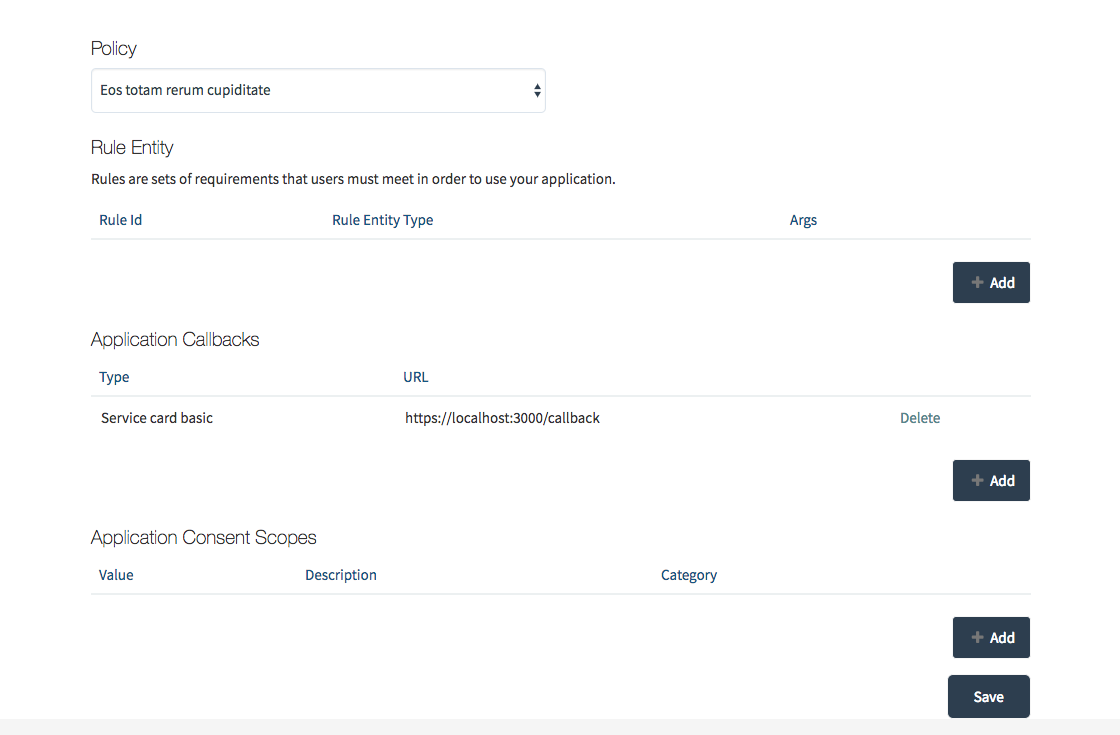 Policy
Eos totam rerum cupiditate
Rule Entity
Rules are sets of requirements that users must meet in order to use your application.
Rule Id Rule Entity Type Args
+ Add
Application Callbacks
Type URL
Service card basic https://localhost:3000/callback Delete
+ Add
Application Consent Scopes
Value Description Category
+ Add
Save